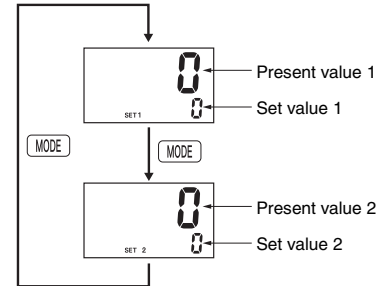 0
Present value 1
0
Set value 1
SET1
MODE
MODE
0
Present value 2
0
Set value 2
SET 2